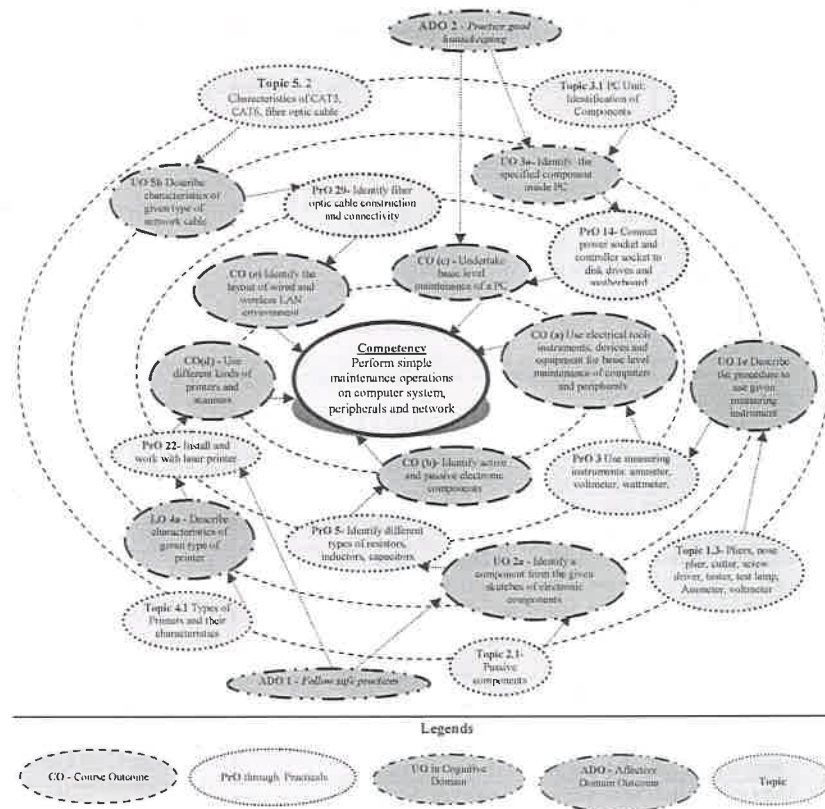 ADO 2 - Practice good
housekeeping
Topic 5. 2
Characteristics of CAT5,
CAT6, fibre optic cable
Topic 3.1 PC Unit:
Identification of
Components
UO 5b Describe
characteristics of
given type of
network cable
PrO 29- Identify fiber
optic cable construction
and connectivity
UO 3a- Identify the
specified component
inside PC
PrO 14- Connect
power socket and
controller socket to
disk drives and
motherboard
CO (e) Identify the
layout of wired and
wireless LAN
environment
CO (c) - Undertake
basic level
maintenance of a PC
Competency
Perform simple
maintenance operations
on computer system,
peripherals and network
CO (a) Use electrical tools
instruments, devices and
equipment for basic level
maintenance of computers
and peripherals
UO 1e Describe
the procedure to
use given
measuring
instrument
CO(d) - Use
different kinds of
printers and
scanners
PrO 22- Install and
work with laser printer
CO (b)- Identify active
and passive electronic
components
PrO 3 Use measuring
instruments: ammeter,
voltmeter, wattmeter,
LO 4a - Describe
characteristics of
given type of
printer
PrO 5- Identify different
types of resistors,
inductors, capacitors
UO 2a - Identify a
component from the given
sketches of electronic
components
Topic 1.3- Pliers, nose
plier, cutter, screw
driver, tester, test lamp,
Ammeter, voltmeter
Topic 4.1 Types of
Printers and their
characteristics
Topic 2.1-
Passive
components
ADO 1 - Follow safe practices
Legends
CO - Course Outcome
PrO through Practicals
UO in Cognitive
Domain
ADO - Affective
Domain Outcome
Topic